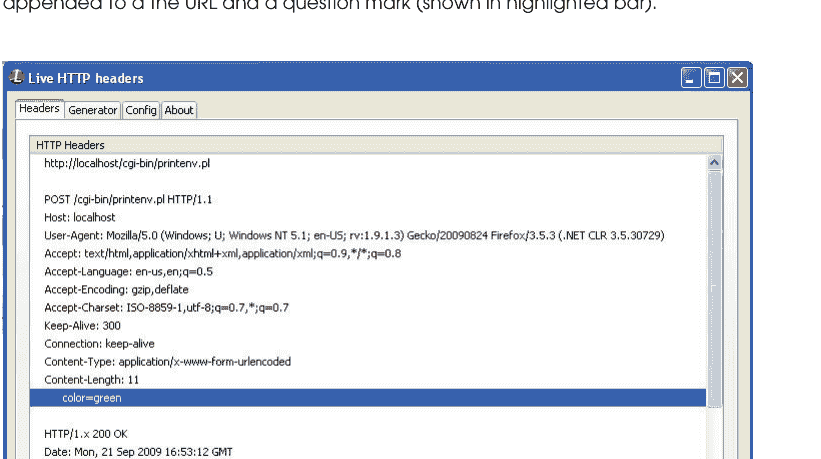 appended to a the URL and a question mark (shown in highlighted bar).
Live HTTP headers
Headers Generator Config About
HTTP Headers
http://localhost/cgi-bin/printenv.pl
POST /cgi-bin/printenv.pl HTTP/1.1
Host: localhost
User-Agent: Mozilla/5.0 (Windows; U; Windows NT 5.1; en-US; rv:1.9.1.3) Gecko/20090824 Firefox/3.5.3 (.NET CLR 3.5.30729)
Accept: text/html,application/xhtml+xml,application/xml;q=0.9,*/*;q=0.8
Accept-Language: en-us,en;q=0.5
Accept-Encoding: gzip,deflate
Accept-Charset: ISO-8859-1,utf-8;q=0.7,*;q=0.7
Keep-Alive: 300
Connection: keep-alive
Content-Type: application/x-www-form-urlencoded
Content-Length: 11
color=green
HTTP/1.x 200 OK
Date: Mon, 21 Sep 2009 16:53:12 GMT